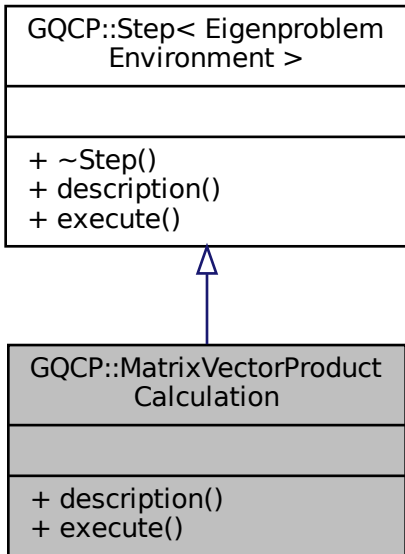 GQCP::Step< Eigenproblem
Environment >
+ ~Step()
+ description()
+ execute()
GQCP::MatrixVectorProduct
Calculation
+ description()
+ execute()